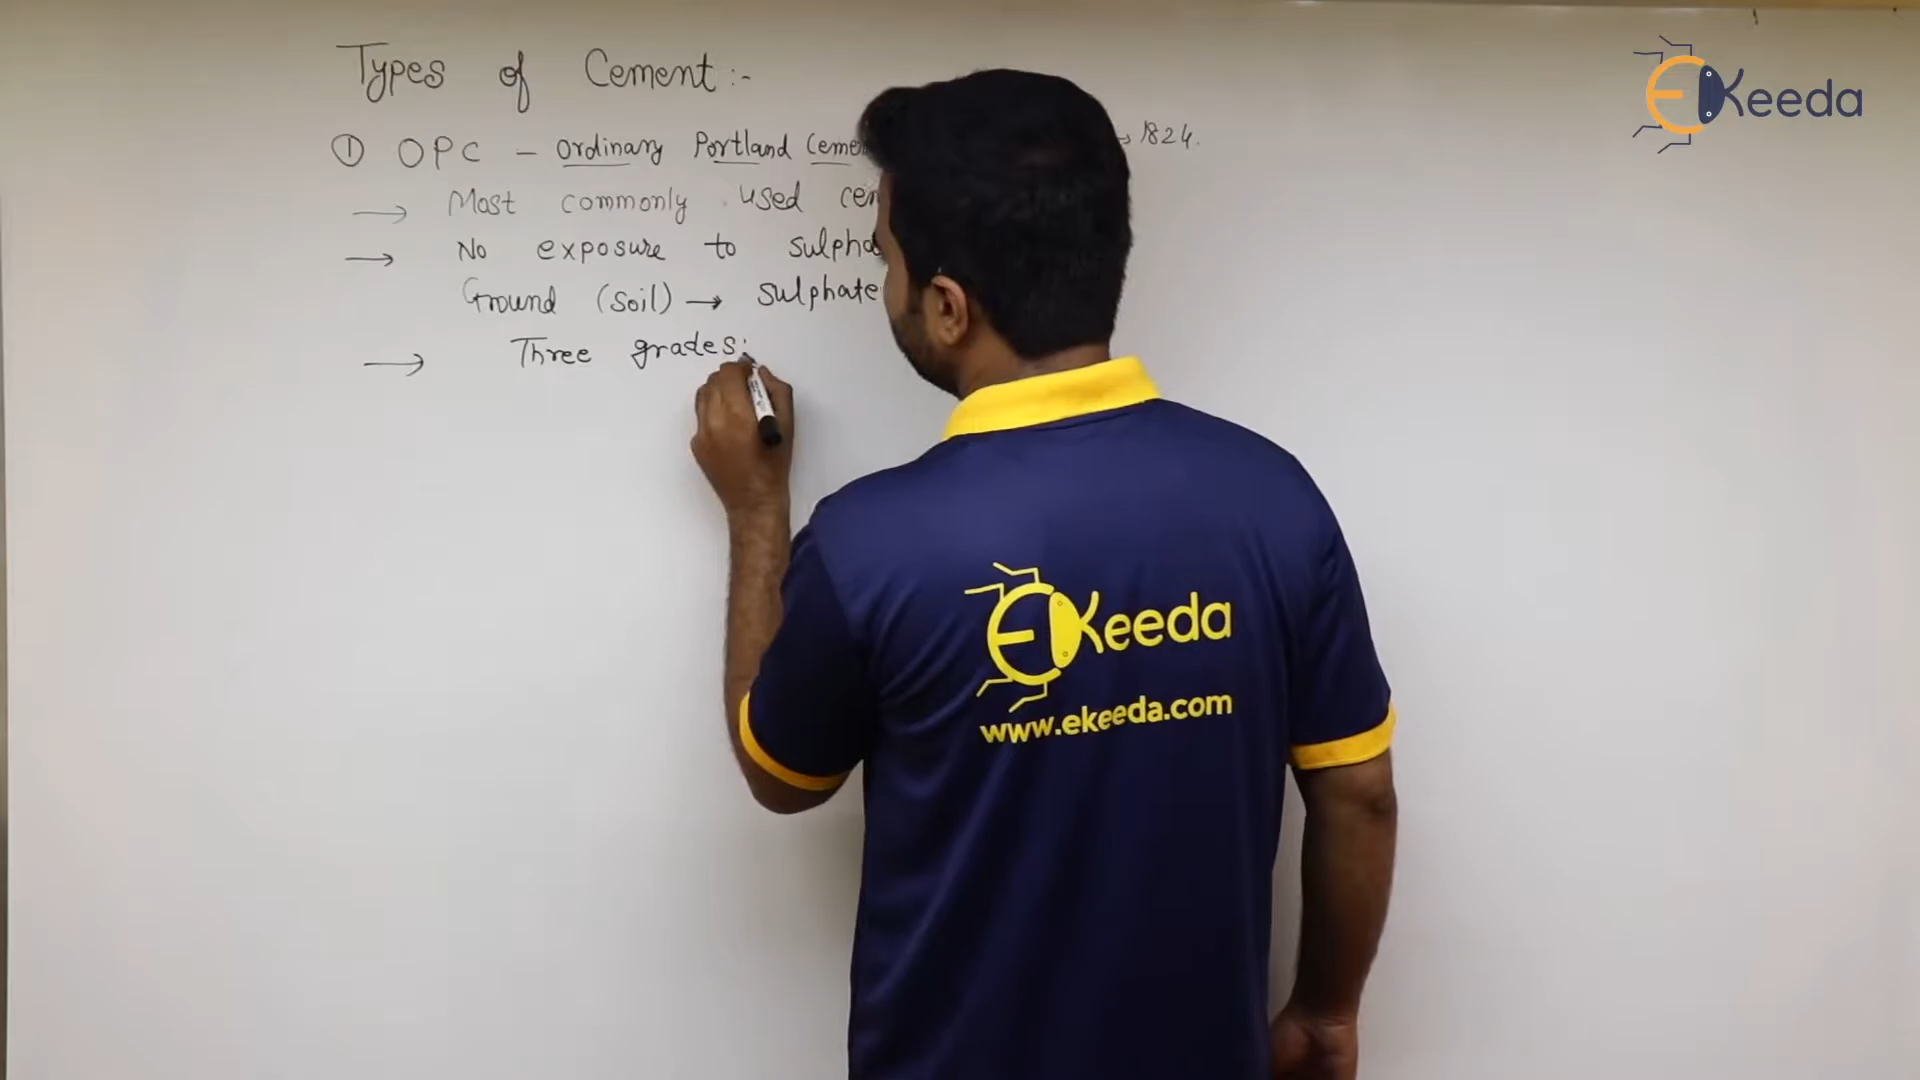 Types of Cement :-
① OPC - Ordinary Portland → 1824.
→ Most commonly used
→ No exposure to
Ground (soil) → sulphate
→ Three grades:
EKeeda
EKeeda
www.ekeeda.com